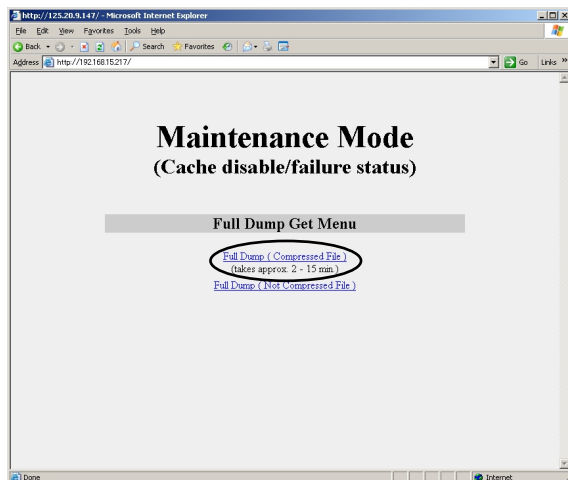 http://125.20.9.147/ - Microsoft Internet Explorer
File Edit View Favorites Tools Help
Back Search Favorites
Address http://192.168.15.217/ Go Links »
Maintenance Mode
(Cache disable/failure status)
Full Dump Get Menu
Full Dump ( Compressed File )
(takes approx. 2 - 15 min.)
Full Dump ( Not Compressed File )
Done Internet